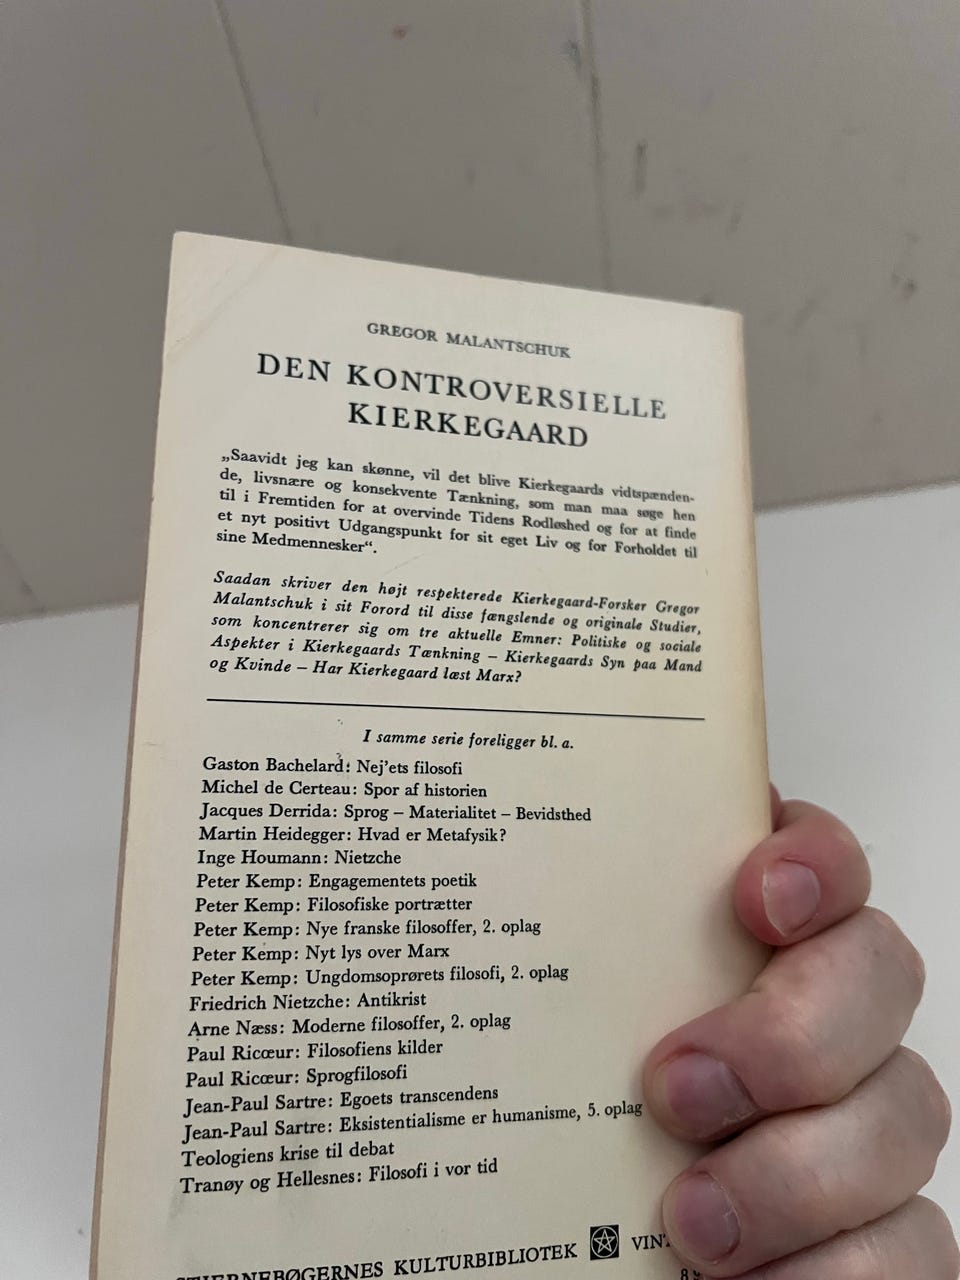 GREGOR MALANTSCHUK
DEN KONTROVERSIELLE
KIERKEGAARD
„Saavidt jeg kan skønne, vil det blive Kierkegaards vidtspænden-
de, livsnære og konsekvente Tænkning, som man maa søge hen
til i Fremtiden for at overvinde Tidens Rodløshed og for at finde
et nyt positivt Udgangspunkt for sit eget Liv og for Forholdet til
sine Medmennesker“.
Saadan skriver den højt respekterede Kierkegaard-Forsker Gregor
Malantschuk i sit Forord til disse fængslende og originale Studier,
som koncentrerer sig om tre aktuelle Emner: Politiske og sociale
Aspekter i Kierkegaards Tænkning – Kierkegaards Syn paa Mand
og Kvinde – Har Kierkegaard læst Marx?
I samme serie foreligger bl. a.
Gaston Bachelard: Nej'ets filosofi
Michel de Certeau: Spor af historien
Jacques Derrida: Sprog – Materialitet – Bevidsthed
Martin Heidegger: Hvad er Metafysik?
Inge Houmann: Nietzche
Peter Kemp: Engagementets poetik
Peter Kemp: Filosofiske portrætter
Peter Kemp: Nye franske filosoffer, 2. oplag
Peter Kemp: Nyt lys over Marx
Peter Kemp: Ungdomsoprørets filosofi, 2. oplag
Friedrich Nietzche: Antikrist
Arne Næss: Moderne filosoffer, 2. oplag
Paul Ricœur: Filosofiens kilder
Paul Ricœur: Sprogfilosofi
Jean-Paul Sartre: Egoets transcendens
Jean-Paul Sartre: Eksistentialisme er humanisme, 5. oplag
Teologiens krise til debat
Tranøy og Hellesnes: Filosofi i vor tid
STJERNEBØGERNES KULTURBIBLIOTEK VINT